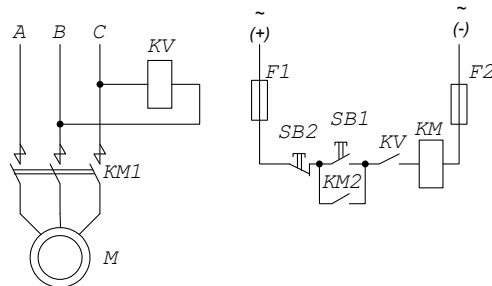 A B C
KV
KM1
M
~ ~
(+) (-)
F1 F2
SB2 SB1 KV KM
KM2